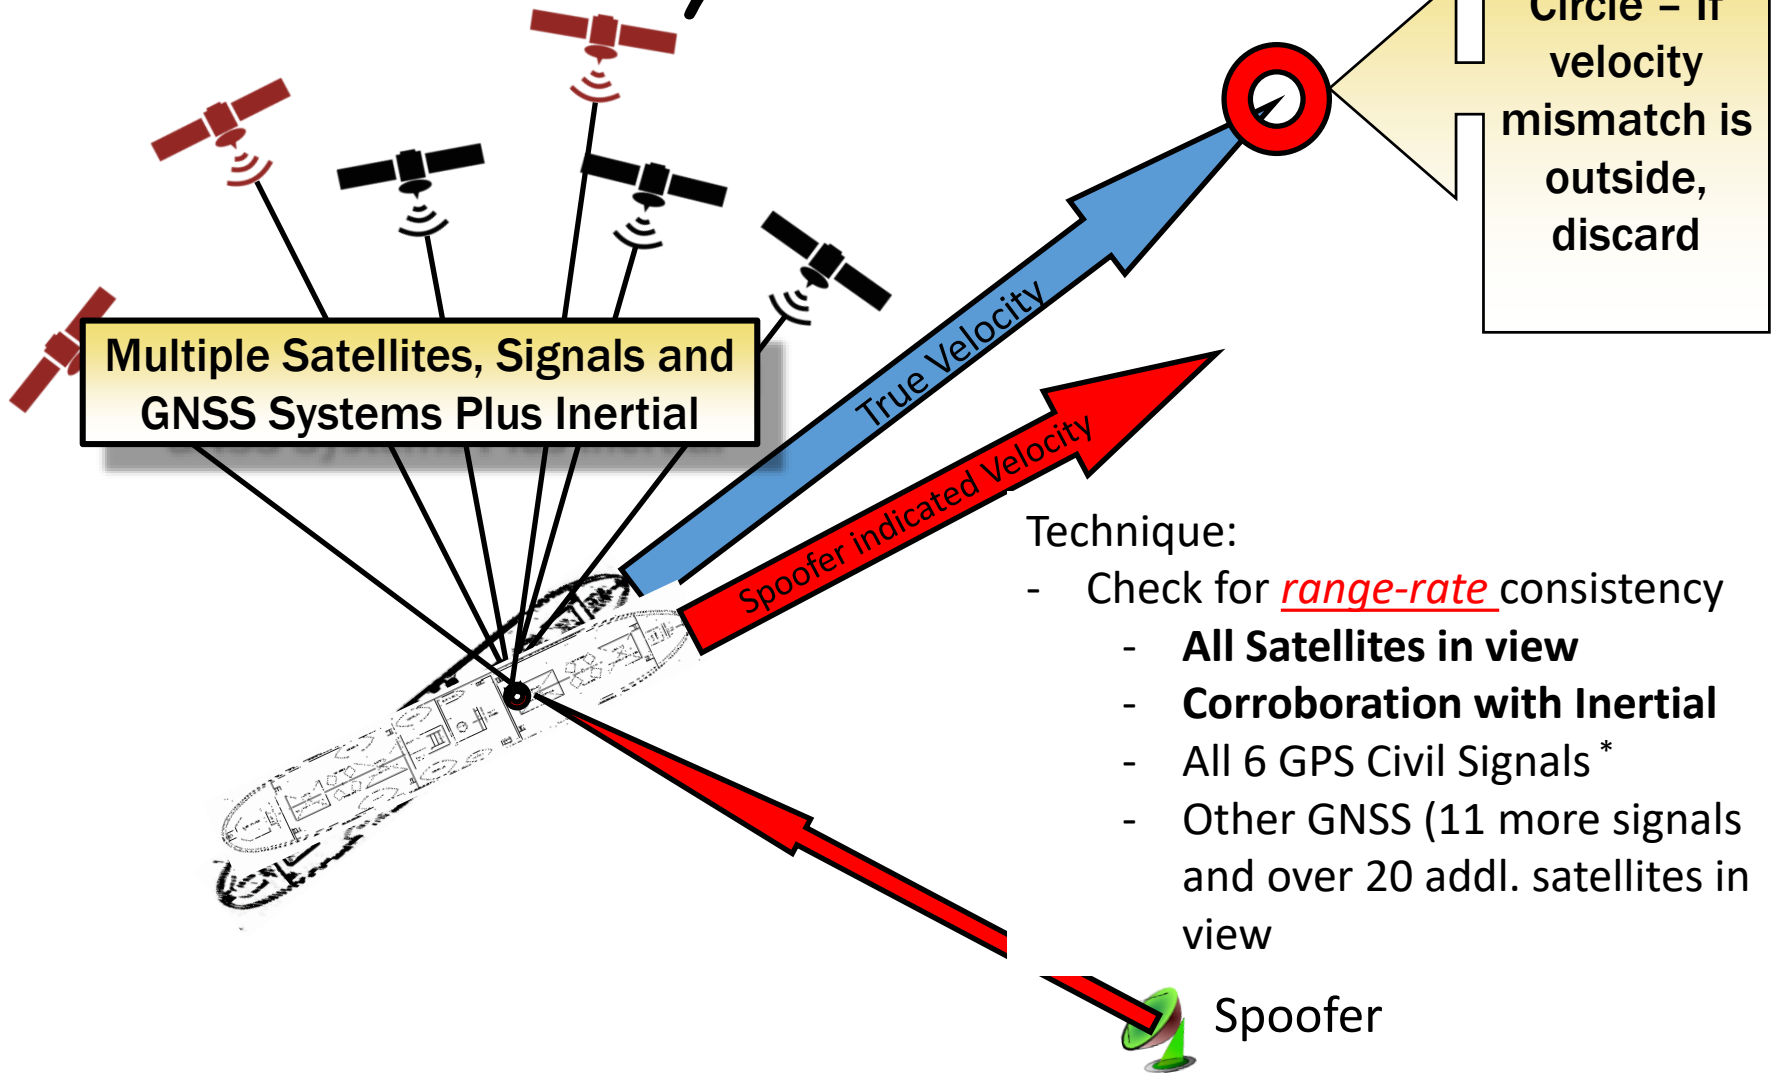 Circle – If
velocity
mismatch is
outside,
discard
Multiple Satellites, Signals and
GNSS Systems Plus Inertial
True Velocity
Spoofer indicated Velocity
Technique:
- Check for range-rate consistency
- All Satellites in view
- Corroboration with Inertial
- All 6 GPS Civil Signals *
- Other GNSS (11 more signals
and over 20 addl. satellites in
view
Spoofer